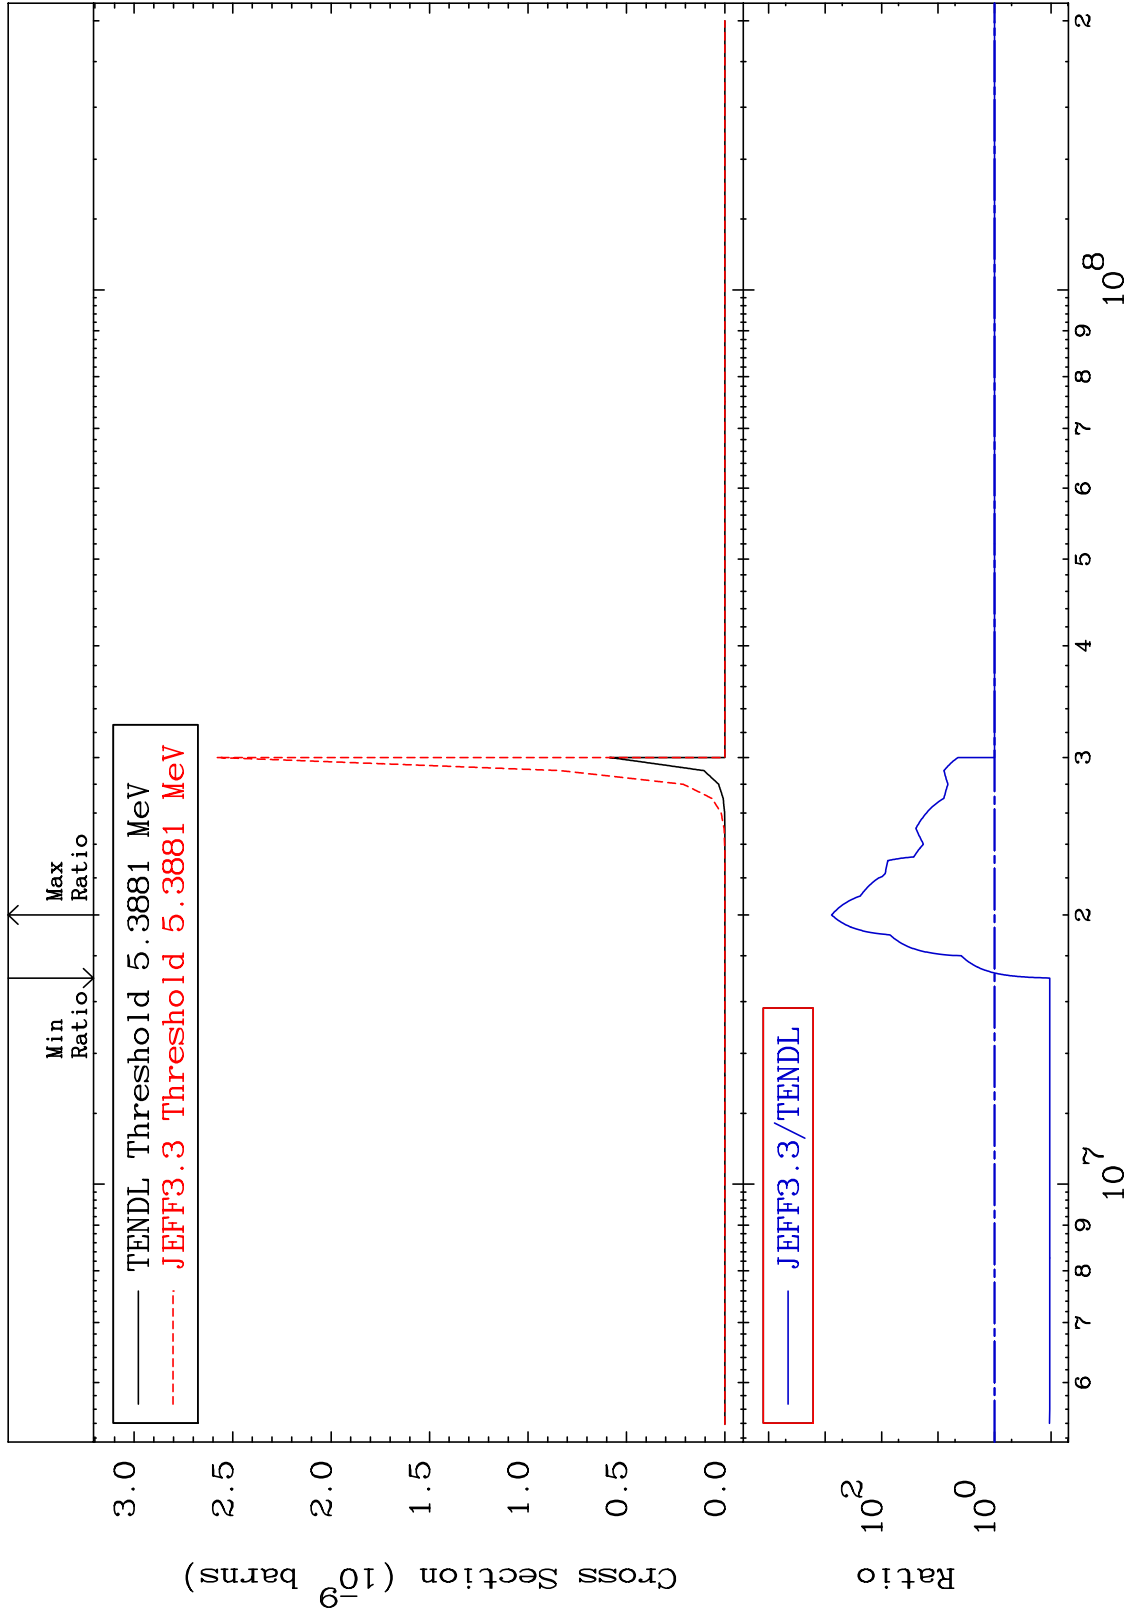 Min
Ratio
Max
Ratio
TENDL Threshold 5.3881 MeV
JEFF3.3 Threshold 5.3881 MeV
3.0
2.5
2.0
1.5
1.0
0.5
0.0
Cross Section (10^-9 barns)
JEFF3.3/TENDL
10^2
10^0
Ratio
6 7 8 9 10^7 2 3 4 5 6 7 8 9 10^8 2